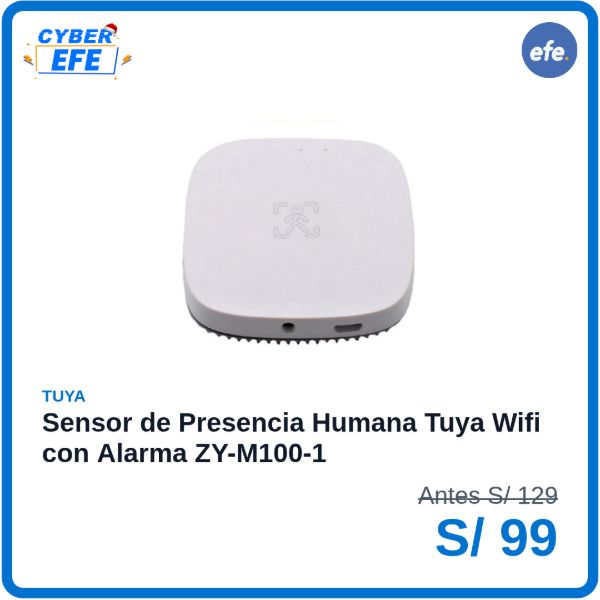 CYBER
EFE
efe.
TUYA
Sensor de Presencia Humana Tuya Wifi
con Alarma ZY-M100-1
Antes S/ 129
S/ 99